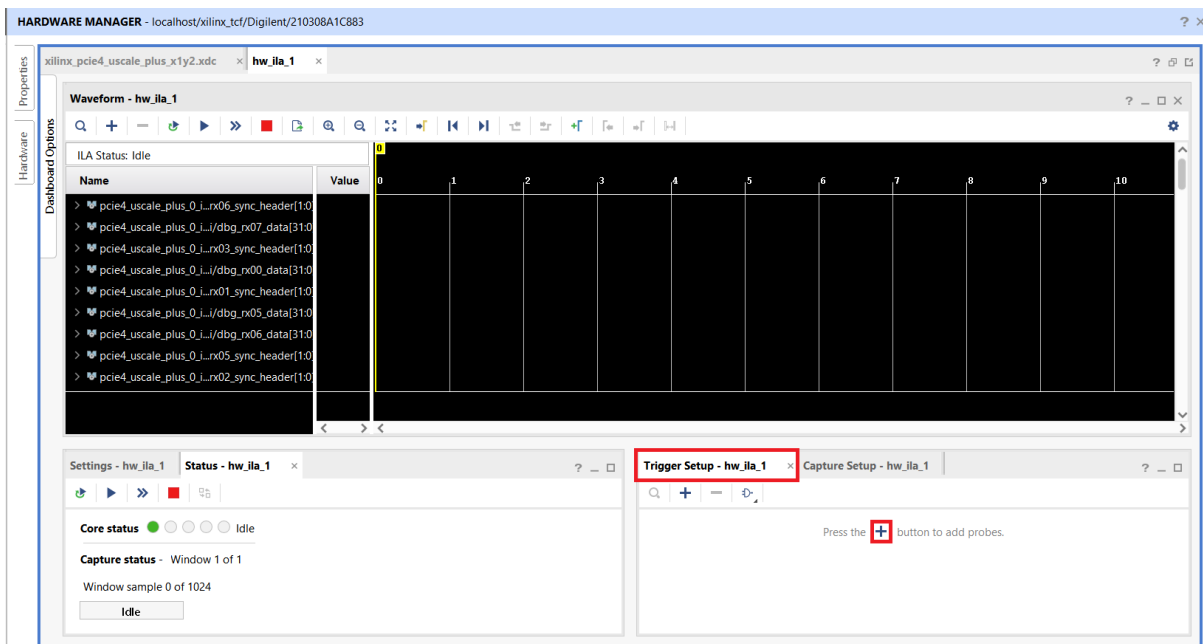 HARDWARE MANAGER - localhost/xilinx_tcf/Digilent/210308A1C883
Properties
Hardware
Dashboard Options
xilinx_pcie4_uscale_plus_x1y2.xdc × hw_ila_1 ×
Waveform - hw_ila_1
ILA Status: Idle
0
Name Value 0 1 2 3 4 5 6 7 8 9 10
pcie4_uscale_plus_0_i...rx06_sync_header[1:0]
pcie4_uscale_plus_0_i...i/dbg_rx07_data[31:0
pcie4_uscale_plus_0_i...rx03_sync_header[1:0]
pcie4_uscale_plus_0_i...i/dbg_rx00_data[31:0
pcie4_uscale_plus_0_i...rx01_sync_header[1:0]
pcie4_uscale_plus_0_i...i/dbg_rx05_data[31:0
pcie4_uscale_plus_0_i...i/dbg_rx06_data[31:0
pcie4_uscale_plus_0_i...rx05_sync_header[1:0]
pcie4_uscale_plus_0_i...rx02_sync_header[1:0]
Settings - hw_ila_1 Status - hw_ila_1 ×
Core status Idle
Capture status - Window 1 of 1
Window sample 0 of 1024
Idle
Trigger Setup - hw_ila_1 × Capture Setup - hw_ila_1
Press the + button to add probes.